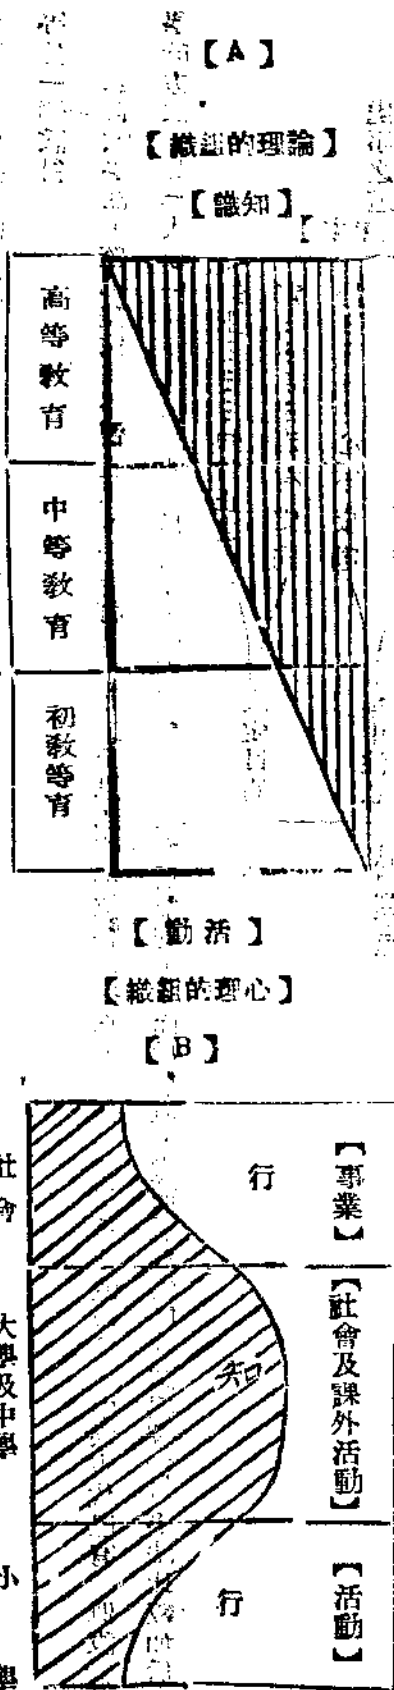 【A】
【織組的理論】
【識知】
高等教育
中等教育
初教等育
【動活】
【織組的理心】
【B】
社會
行
【事業】
大學及中學
知
【社會及課外活動】
小學
行
【活動】